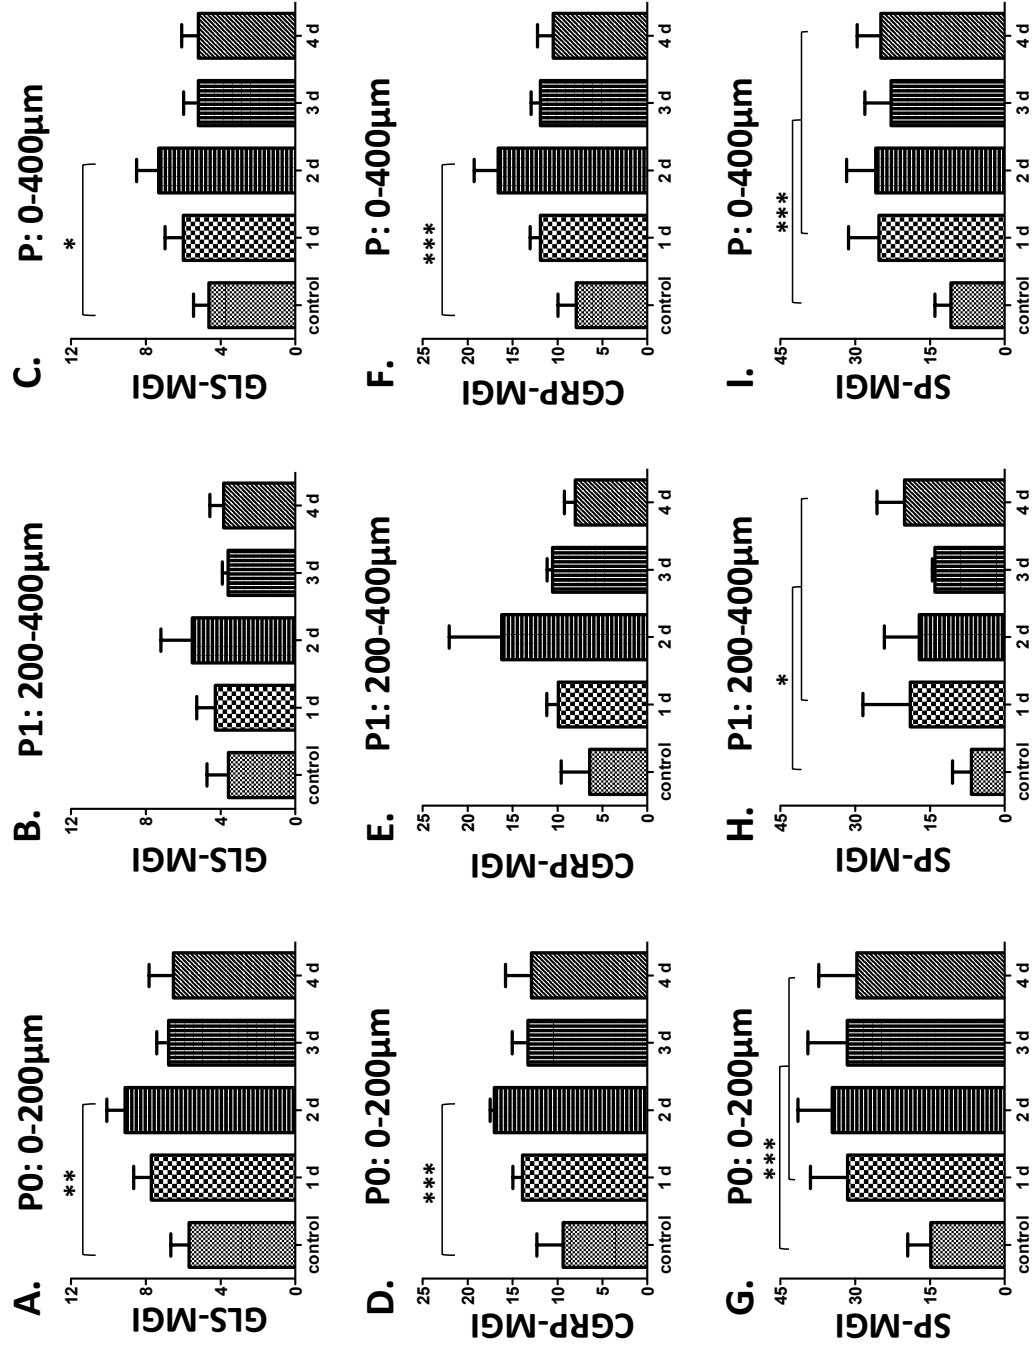 A. P0: 0-200µm
**
GLS-MGI
12
8
4
0
control 1 d 2 d 3 d 4 d
B. P1: 200-400µm
GLS-MGI
12
8
4
0
control 1 d 2 d 3 d 4 d
C. P: 0-400µm
*
GLS-MGI
12
8
4
0
control 1 d 2 d 3 d 4 d
D. P0: 0-200µm
***
CGRP-MGI
25
20
15
10
5
0
control 1 d 2 d 3 d 4 d
E. P1: 200-400µm
CGRP-MGI
25
20
15
10
5
0
control 1 d 2 d 3 d 4 d
F. P: 0-400µm
***
CGRP-MGI
25
20
15
10
5
0
control 1 d 2 d 3 d 4 d
G. P0: 0-200µm
***
SP-MGI
45
30
15
0
control 1 d 2 d 3 d 4 d
H. P1: 200-400µm
*
SP-MGI
45
30
15
0
control 1 d 2 d 3 d 4 d
I. P: 0-400µm
***
SP-MGI
45
30
15
0
control 1 d 2 d 3 d 4 d